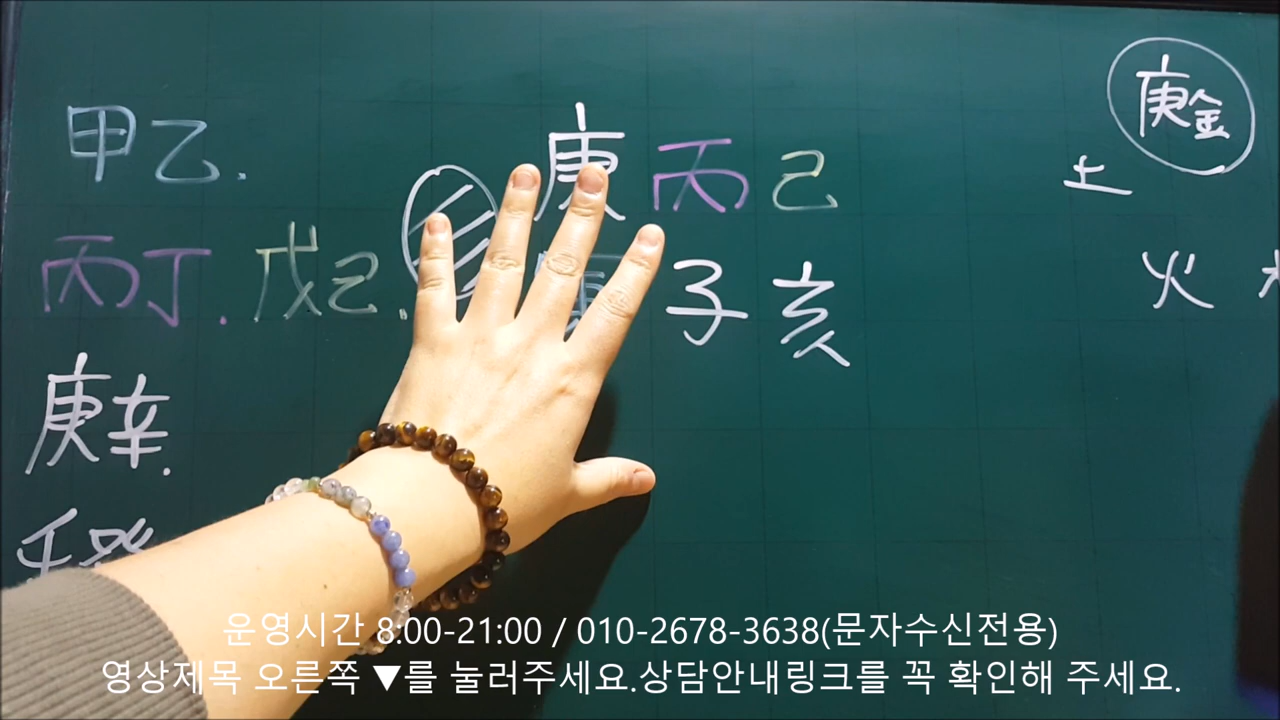 甲乙.
丙丁.戊己.
庚辛.
壬癸
庚丙己
子亥
庚金
土
火
운영시간 8:00-21:00 / 010-2678-3638(문자수신전용)
영상제목 오른쪽 ▼를 눌러주세요.상담안내링크를 꼭 확인해 주세요.